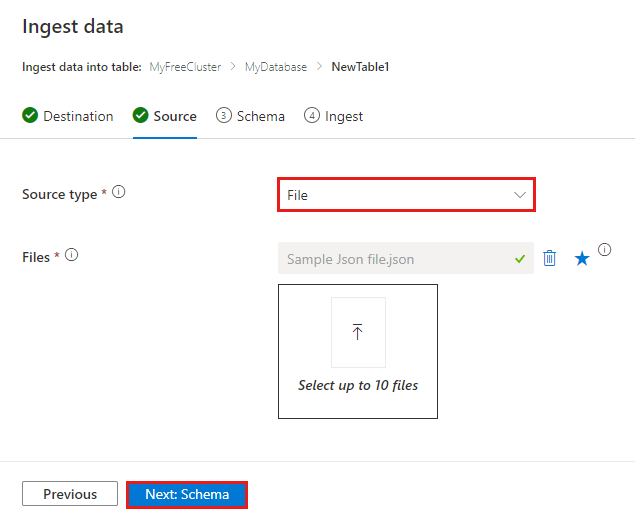 Ingest data
Ingest data into table: MyFreeCluster > MyDatabase > NewTable1
Destination Source 3 Schema 4 Ingest
Source type * File
Files * Sample Json file.json
Select up to 10 files
Previous Next: Schema